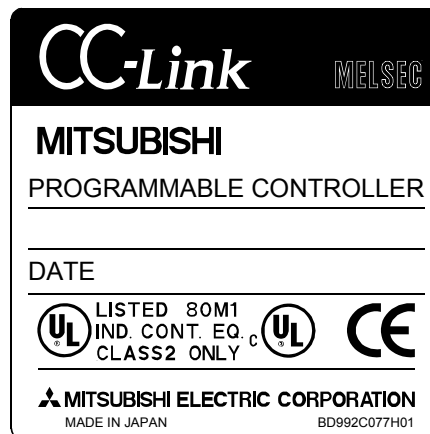 CC-Link MELSEC
MITSUBISHI
PROGRAMMABLE CONTROLLER
DATE
UL® LISTED 80M1
IND. CONT. EQ.
CLASS2 ONLY
c UL® CE
MITSUBISHI ELECTRIC CORPORATION
MADE IN JAPAN BD992C077H01